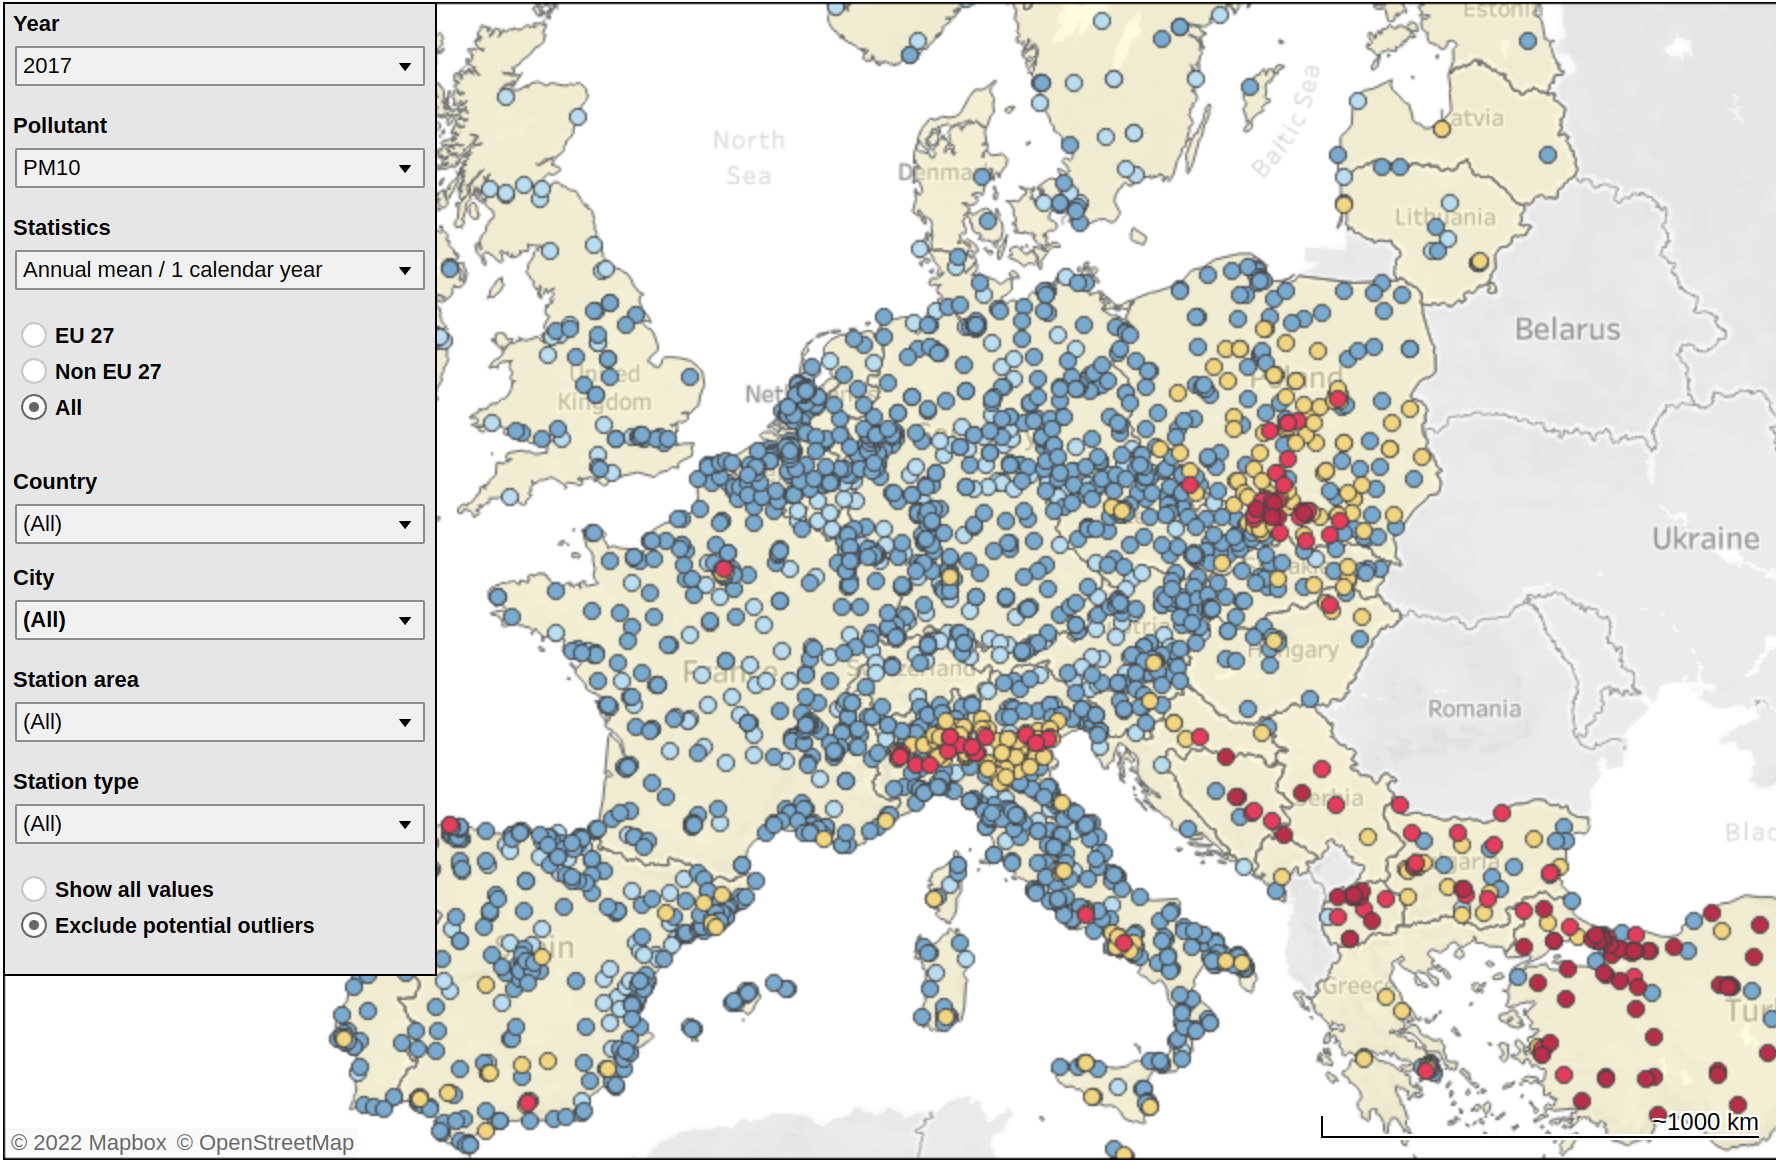 Year
2017
Pollutant
PM10
Statistics
Annual mean / 1 calendar year
EU 27
Non EU 27
All
Country
(All)
City
(All)
Station area
(All)
Station type
(All)
Show all values
Exclude potential outliers
Estonia
North
Sea
Baltic Sea
Latvia
Denmark
Lithuania
Belarus
United
Kingdom
Poland
Ukraine
Austria
Hungary
France
Switzerland
Romania
Serbia
Bulgaria
Blac
Spain
Greece
Tur
~1000 km
© 2022 Mapbox © OpenStreetMap